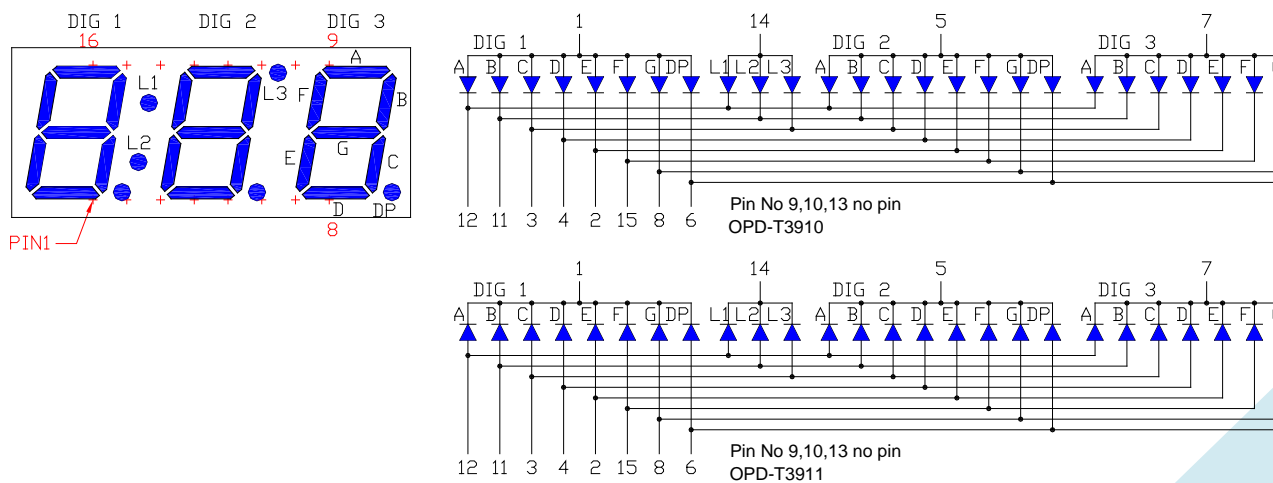 DIG 1 DIG 2 DIG 3
16 9
A
L1
F B
L3
L2 G
E C
D DP
PIN1 8
1 14 5 7
DIG 1 DIG 2 DIG 3
A B C D E F G DP L1 L2 L3 A B C D E F G DP A B C D E F
12 11 3 4 2 15 8 6
Pin No 9,10,13 no pin
OPD-T3910
1 14 5 7
DIG 1 DIG 2 DIG 3
A B C D E F G DP L1 L2 L3 A B C D E F G DP A B C D E F
12 11 3 4 2 15 8 6
Pin No 9,10,13 no pin
OPD-T3911